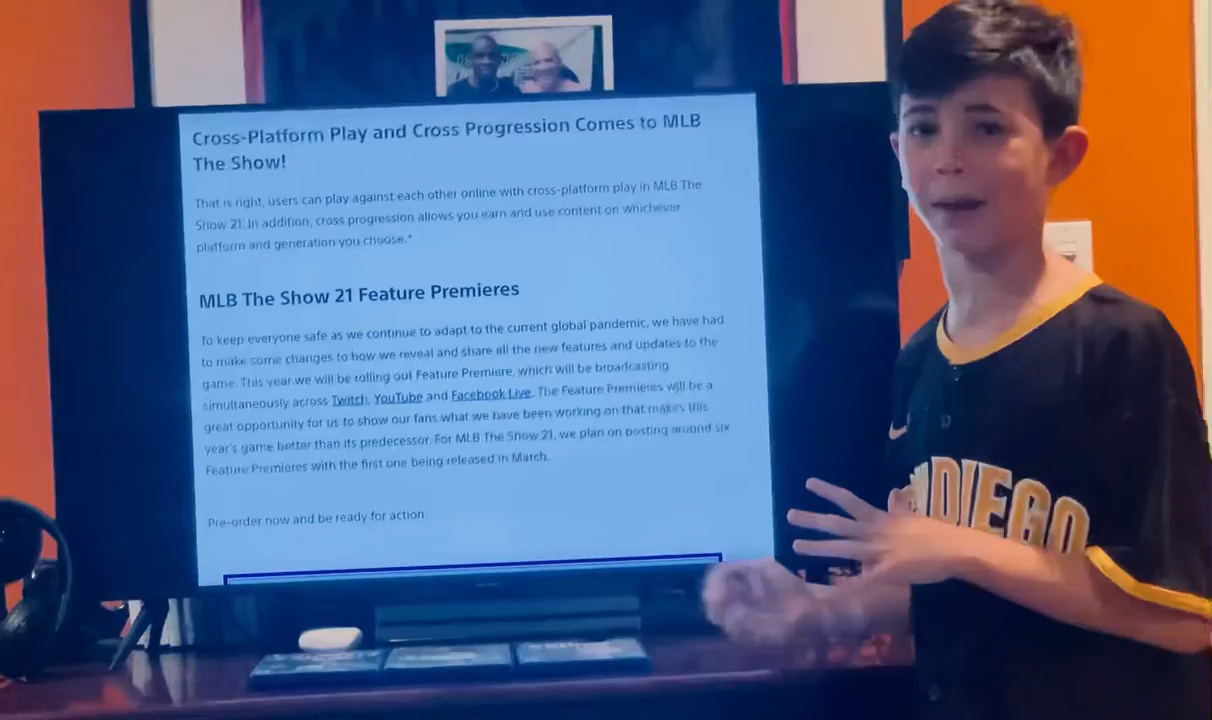 Cross-Platform Play and Cross Progression Comes to MLB
The Show!
That is right, users can play against each other online with cross-platform play in MLB The
Show 21. In addition, cross progression allows you earn and use content on whichever
platform and generation you choose.*
MLB The Show 21 Feature Premieres
To keep everyone safe as we continue to adapt to the current global pandemic, we have had
to make some changes to how we reveal and share all the new features and updates to the
game. This year we will be rolling out Feature Premiere, which will be broadcasting
simultaneously across Twitch, YouTube and Facebook Live. The Feature Premieres will be a
great opportunity for us to show our fans what we have been working on that makes this
year's game better than its predecessor. For MLB The Show 21, we plan on posting around six
Feature Premieres with the first one being released in March.
Pre-order now and be ready for action.
DIEGO